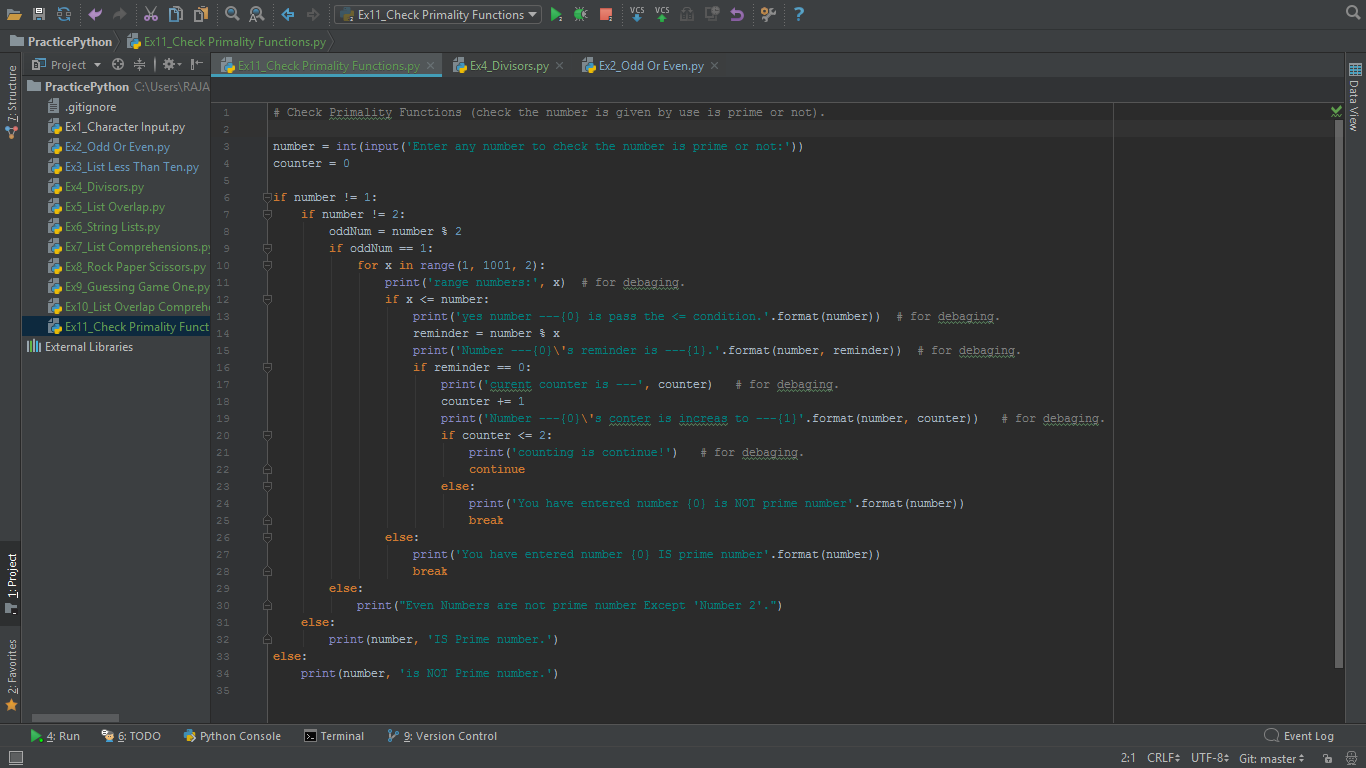 Ex11_Check Primality Functions
VCS VCS
PracticePython Ex11_Check Primality Functions.py
Project
Ex11_Check Primality Functions.py Ex4_Divisors.py Ex2_Odd Or Even.py
Z: Structure
1: Project
2: Favorites
Data View
PracticePython C:\Users\RAJA
.gitignore
Ex1_Character Input.py
Ex2_Odd Or Even.py
Ex3_List Less Than Ten.py
Ex4_Divisors.py
Ex5_List Overlap.py
Ex6_String Lists.py
Ex7_List Comprehensions.py
Ex8_Rock Paper Scissors.py
Ex9_Guessing Game One.py
Ex10_List Overlap Comprehe
Ex11_Check Primality Funct
External Libraries
1 # Check Primality Functions (check the number is given by use is prime or not).
2
3 number = int(input('Enter any number to check the number is prime or not:'))
4 counter = 0
5
6 if number != 1:
7     if number != 2:
8         oddNum = number % 2
9         if oddNum == 1:
10             for x in range(1, 1001, 2):
11                 print('range numbers:', x)  # for debaging.
12                 if x <= number:
13                     print('yes number ---{0} is pass the <= condition.'.format(number))  # for debaging.
14                     reminder = number % x
15                     print('Number ---{0}\'s reminder is ---{1}.'.format(number, reminder))  # for debaging.
16                     if reminder == 0:
17                         print('curent counter is ---', counter)   # for debaging.
18                         counter += 1
19                         print('Number ---{0}\'s conter is increas to ---{1}'.format(number, counter))   # for debaging.
20                         if counter <= 2:
21                             print('counting is continue!')   # for debaging.
22                             continue
23                         else:
24                             print('You have entered number {0} is NOT prime number'.format(number))
25                             break
26                 else:
27                     print('You have entered number {0} IS prime number'.format(number))
28                     break
29         else:
30             print("Even Numbers are not prime number Except 'Number 2'.")
31     else:
32         print(number, 'IS Prime number.')
33 else:
34     print(number, 'is NOT Prime number.')
35
4: Run 6: TODO Python Console Terminal 9: Version Control Event Log
2:1 CRLF UTF-8 Git: master